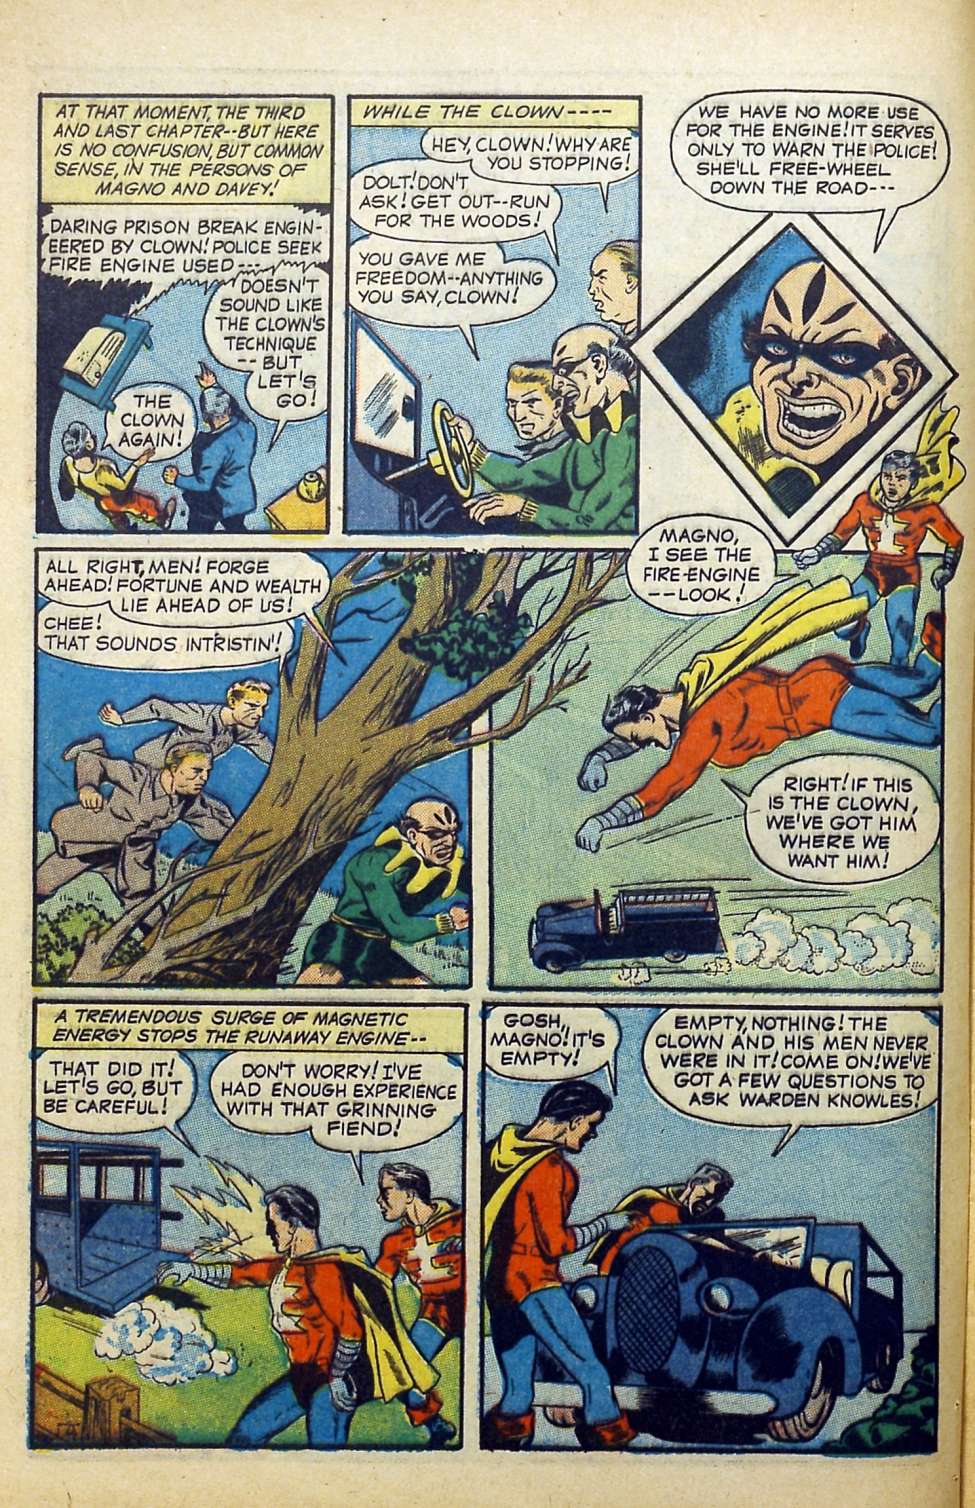 AT THAT MOMENT, THE THIRD
AND LAST CHAPTER--BUT HERE
IS NO CONFUSION, BUT COMMON
SENSE, IN THE PERSONS OF
MAGNO AND DAVEY!
DARING PRISON BREAK ENGIN-
EERED BY CLOWN! POLICE SEEK
FIRE ENGINE USED---
DOESN'T
SOUND LIKE
THE CLOWN'S
TECHNIQUE
-- BUT
LET'S
GO!
THE
CLOWN
AGAIN!
WHILE THE CLOWN----
HEY, CLOWN! WHY ARE
YOU STOPPING!
DOLT! DON'T
ASK! GET OUT--RUN
FOR THE WOODS!
YOU GAVE ME
FREEDOM--ANYTHING
YOU SAY, CLOWN!
WE HAVE NO MORE USE
FOR THE ENGINE! IT SERVES
ONLY TO WARN THE POLICE!
SHE'LL FREE-WHEEL
DOWN THE ROAD---
ALL RIGHT, MEN! FORGE
AHEAD! FORTUNE AND WEALTH
LIE AHEAD OF US!
CHEE!
THAT SOUNDS INT'RISTIN'!
MAGNO,
I SEE THE
FIRE-ENGINE
--LOOK!
RIGHT! IF THIS
IS THE CLOWN,
WE'VE GOT HIM
WHERE WE
WANT HIM!
A TREMENDOUS SURGE OF MAGNETIC
ENERGY STOPS THE RUNAWAY ENGINE--
THAT DID IT!
LET'S GO, BUT
BE CAREFUL!
DON'T WORRY! I'VE
HAD ENOUGH EXPERIENCE
WITH THAT GRINNING
FIEND!
GOSH,
MAGNO! IT'S
EMPTY!
EMPTY, NOTHING! THE
CLOWN AND HIS MEN NEVER
WERE IN IT! COME ON! WE'VE
GOT A FEW QUESTIONS TO
ASK WARDEN KNOWLES!